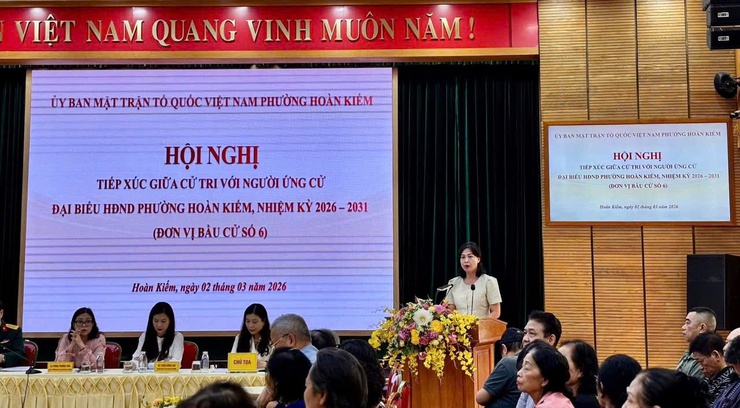 VIỆT NAM QUANG VINH MUÔN NĂM!
ỦY BAN MẶT TRẬN TỔ QUỐC VIỆT NAM PHƯỜNG HOÀN KIẾM
HỘI NGHỊ
TIẾP XÚC GIỮA CỬ TRI VỚI NGƯỜI ỨNG CỬ
ĐẠI BIỂU HĐND PHƯỜNG HOÀN KIẾM, NHIỆM KỲ 2026 – 2031
(ĐƠN VỊ BẦU CỬ SỐ 6)
Hoàn Kiếm, ngày 02 tháng 03 năm 2026
ỦY BAN MẶT TRẬN TỔ QUỐC VIỆT NAM PHƯỜNG HOÀN KIẾM
HỘI NGHỊ
TIẾP XÚC GIỮA CỬ TRI VỚI NGƯỜI ỨNG CỬ
ĐẠI BIỂU HĐND PHƯỜNG HOÀN KIẾM, NHIỆM KỲ 2026 – 2031
(ĐƠN VỊ BẦU CỬ SỐ 6)
Hoàn Kiếm, ngày 02 tháng 03 năm 2026
CHỦ TỌA